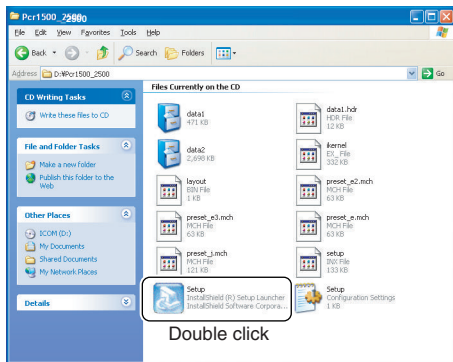 Pcr1500_2500
File Edit View Favorites Tools Help
Back Search Folders
Address D:¥Pcr1500_2500 Go
CD Writing Tasks
Write these files to CD
File and Folder Tasks
Make a new folder
Publish this folder to the
Web
Other Places
ICOM (D:)
My Documents
Shared Documents
My Network Places
Details
Files Currently on the CD
data1
471 KB
data1.hdr
HDR File
12 KB
data2
2,698 KB
ikernel
EX_ File
332 KB
layout
BIN File
1 KB
preset_e2.mch
MCH File
63 KB
preset_e3.mch
MCH File
63 KB
preset_e.mch
MCH File
63 KB
preset_j.mch
MCH File
121 KB
setup
INX File
133 KB
Setup
InstallShield (R) Setup Launcher
InstallShield Software Corpora...
Setup
Configuration Settings
1 KB
Double click